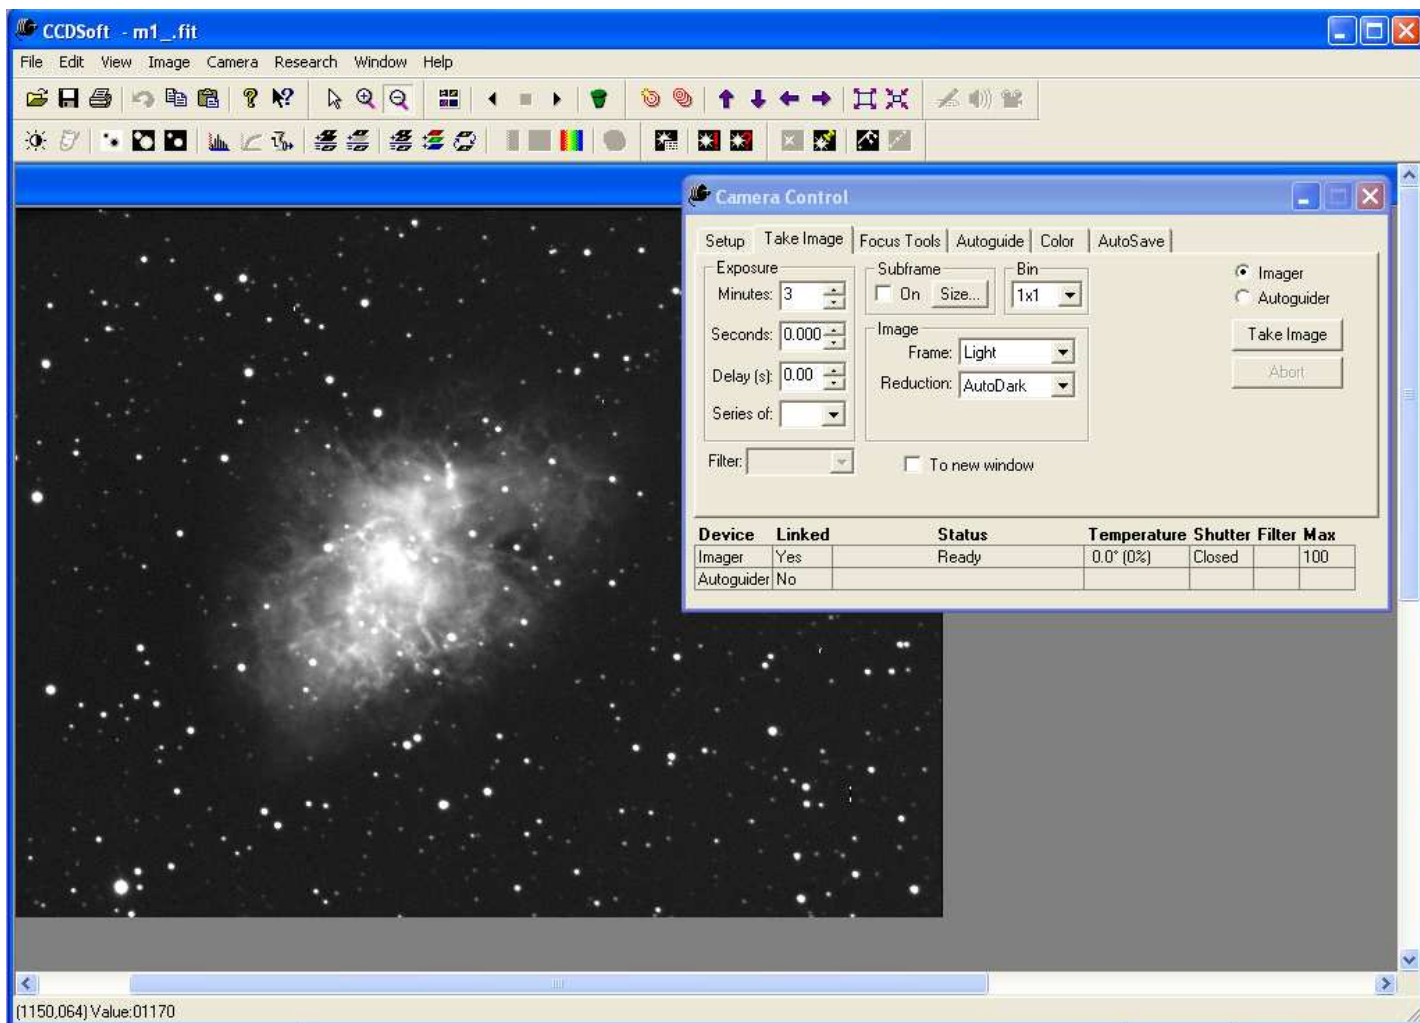 CCDSoft - m1_.fit
File Edit View Image Camera Research Window Help
Camera Control
Setup Take Image Focus Tools Autoguide Color AutoSave
Exposure Subframe Bin
Minutes: 3 On Size... 1x1 Imager
Autoguider
Seconds: 0.000 Image Take Image
Frame: Light
Delay (s): 0.00 Reduction: AutoDark Abort
Series of:
Filter: To new window
Device Linked Status Temperature Shutter Filter Max
Imager Yes Ready 0.0° (0%) Closed 100
Autoguider No
(1150,064) Value:01170